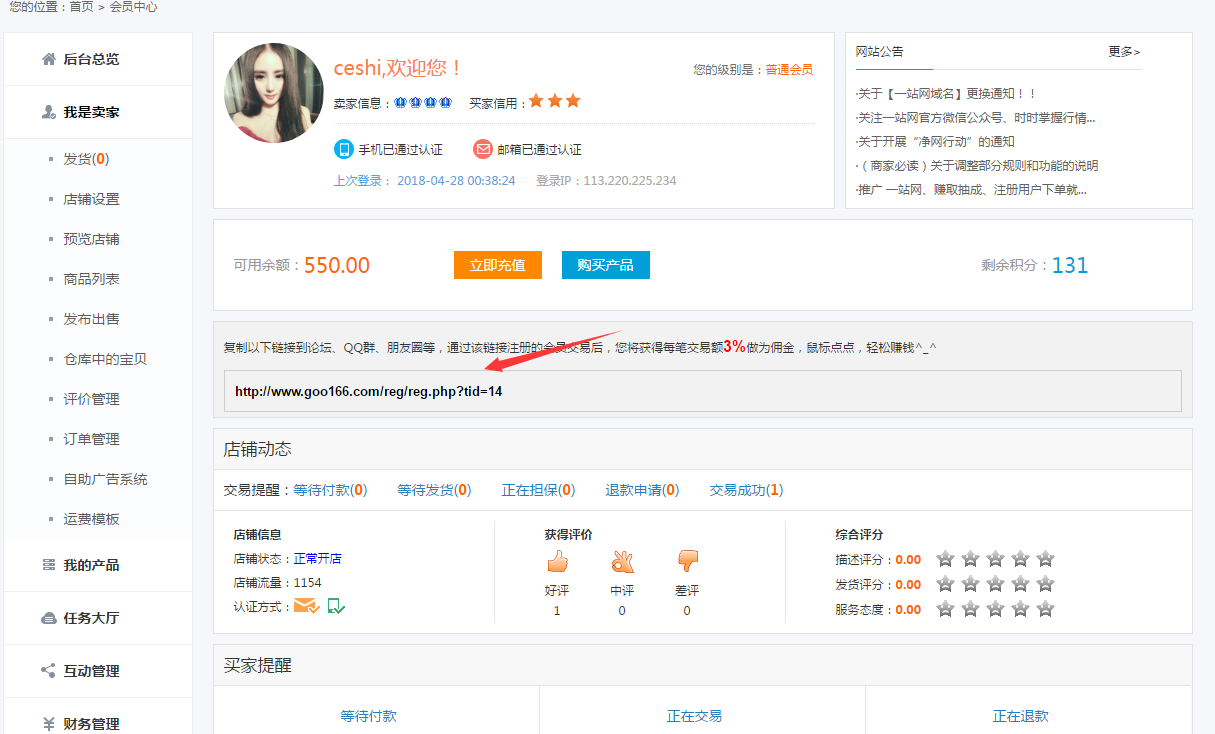 您的位置：首页 > 会员中心
后台总览
我是卖家
发货(0)
店铺设置
预览店铺
商品列表
发布出售
仓库中的宝贝
评价管理
订单管理
自助广告系统
运费模板
我的产品
任务大厅
互动管理
财务管理
ceshi,欢迎您！
您的级别是：普通会员
卖家信息：
买家信用：
手机已通过认证
邮箱已通过认证
上次登录： 2018-04-28 00:38:24 登录IP：113.220.225.234
网站公告
更多>
·关于【一站网域名】更换通知！！
·关注一站网官方微信公众号、时时掌握行情...
·关于开展“净网行动”的通知
·（商家必读）关于调整部分规则和功能的说明
·推广 一站网、赚取抽成、注册用户下单就...
可用余额：550.00
立即充值
购买产品
剩余积分：131
复制以下链接到论坛、QQ群、朋友圈等，通过该链接注册的会员交易后，您将获得每笔交易额3%做为佣金，鼠标点点，轻松赚钱^_^
http://www.goo166.com/reg/reg.php?tid=14
店铺动态
交易提醒：等待付款(0) 等待发货(0) 正在担保(0) 退款申请(0) 交易成功(1)
店铺信息
店铺状态：正常开店
店铺流量：1154
认证方式：
获得评价
好评 中评 差评
1 0 0
综合评分
描述评分：0.00
发货评分：0.00
服务态度：0.00
买家提醒
等待付款 正在交易 正在退款